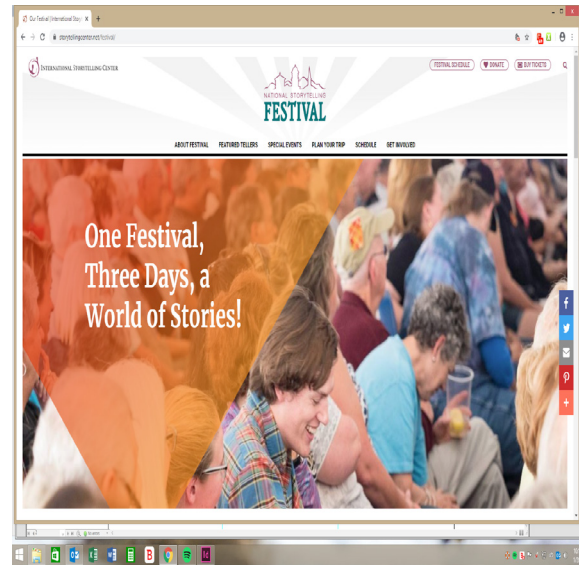 Our Festival | International Story
storytellingcenter.net/festival/
INTERNATIONAL STORYTELLING CENTER
FESTIVAL SCHEDULE
DONATE
BUY TICKETS
NATIONAL STORYTELLING
FESTIVAL
ABOUT FESTIVAL FEATURED TELLERS SPECIAL EVENTS PLAN YOUR TRIP SCHEDULE GET INVOLVED
One Festival,
Three Days, a
World of Stories!